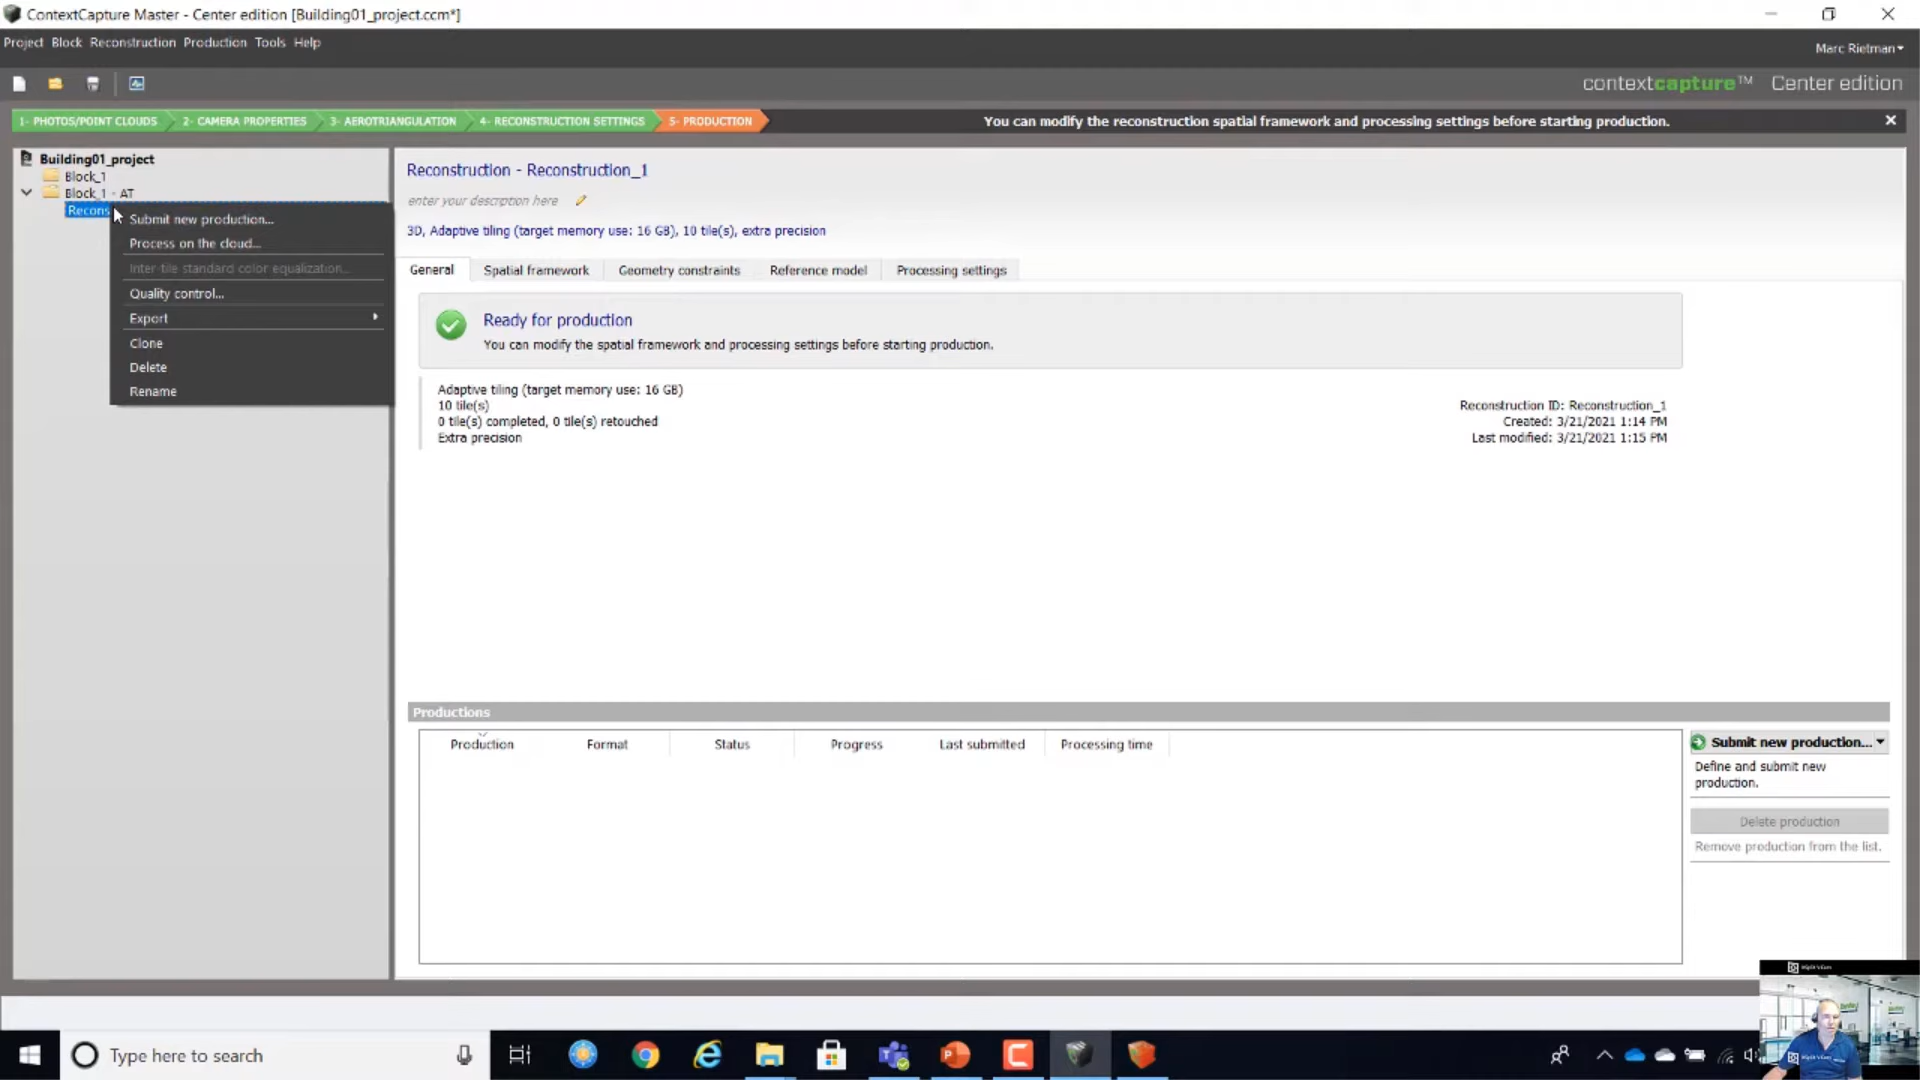 ContextCapture Master - Center edition [Building01_project.ccm*]
Project Block Reconstruction Production Tools Help
Marc Rietman
contextcapture™ Center edition
1- PHOTOS/POINT CLOUDS 2- CAMERA PROPERTIES 3- AEROTRIANGULATION 4- RECONSTRUCTION SETTINGS 5- PRODUCTION
You can modify the reconstruction spatial framework and processing settings before starting production.
Building01_project
Block_1
Block_1 - AT
Recons
Submit new production...
Process on the cloud...
Inter-tile standard color equalization...
Quality control...
Export
Clone
Delete
Rename
Reconstruction - Reconstruction_1
enter your description here
3D, Adaptive tiling (target memory use: 16 GB), 10 tile(s), extra precision
General Spatial framework Geometry constraints Reference model Processing settings
Ready for production
You can modify the spatial framework and processing settings before starting production.
Adaptive tiling (target memory use: 16 GB)
10 tile(s)
0 tile(s) completed, 0 tile(s) retouched
Extra precision
Reconstruction ID: Reconstruction_1
Created: 3/21/2021 1:14 PM
Last modified: 3/21/2021 1:15 PM
Productions
Production Format Status Progress Last submitted Processing time
Submit new production...
Define and submit new
production.
Delete production
Remove production from the list.
Type here to search